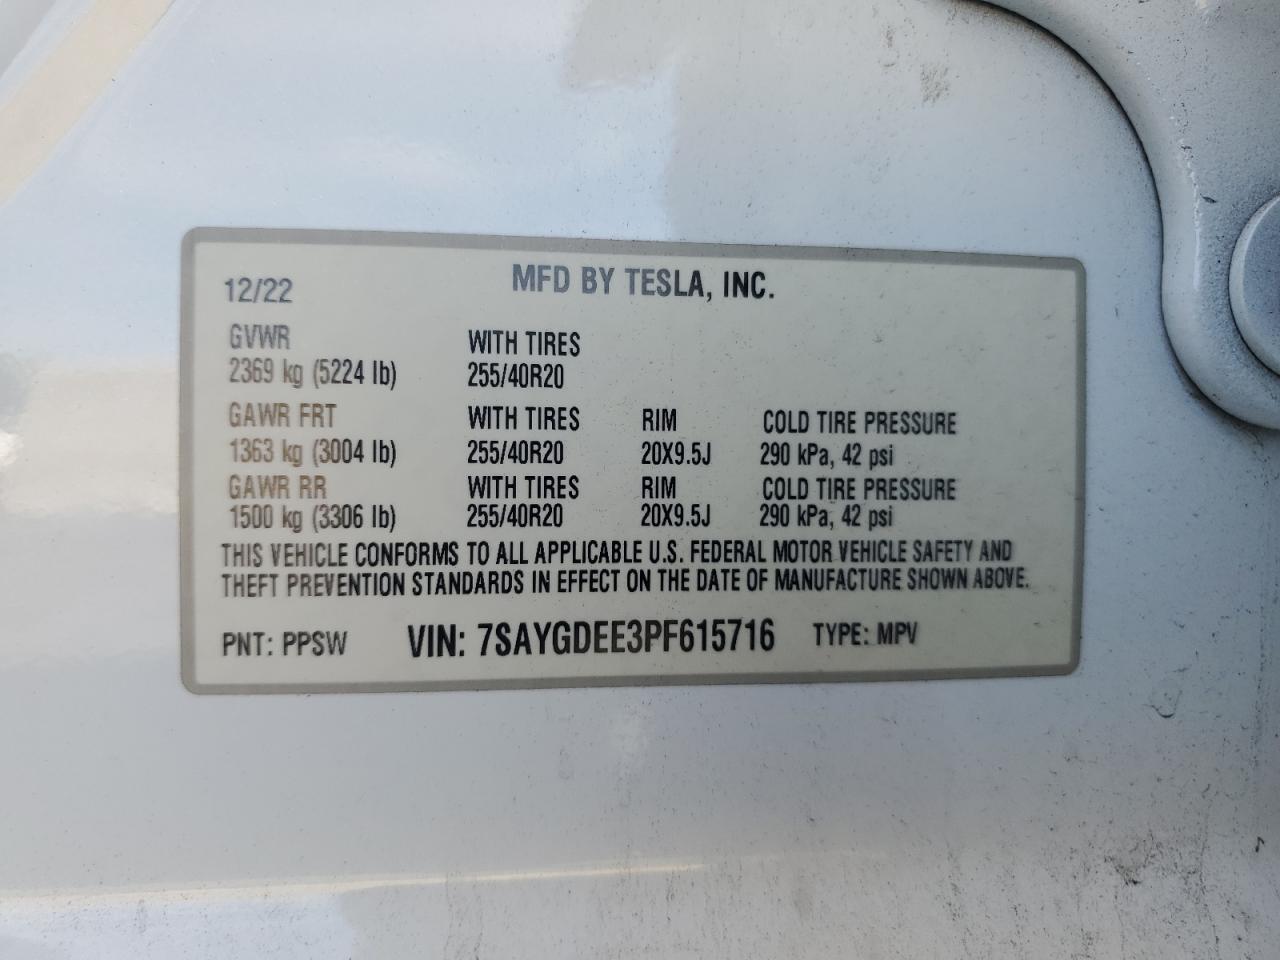 MFD BY TESLA, INC.
12/22
GVWR WITH TIRES
2369 kg (5224 lb) 255/40R20
GAWR FRT WITH TIRES RIM COLD TIRE PRESSURE
1363 kg (3004 lb) 255/40R20 20X9.5J 290 kPa, 42 psi
GAWR RR WITH TIRES RIM COLD TIRE PRESSURE
1500 kg (3306 lb) 255/40R20 20X9.5J 290 kPa, 42 psi
THIS VEHICLE CONFORMS TO ALL APPLICABLE U.S. FEDERAL MOTOR VEHICLE SAFETY AND
THEFT PREVENTION STANDARDS IN EFFECT ON THE DATE OF MANUFACTURE SHOWN ABOVE.
PNT: PPSW VIN: 7SAYGDEE3PF615716 TYPE: MPV